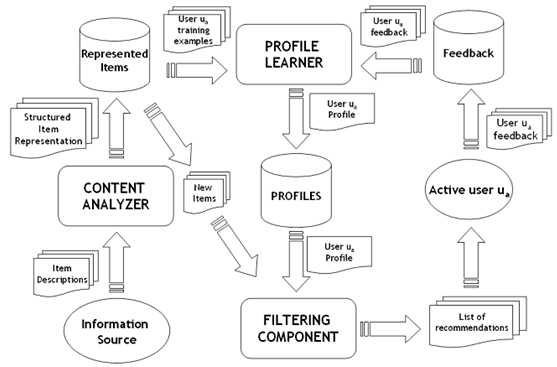 Represented
Items
User uₐ
training
examples
PROFILE
LEARNER
User uₐ
feedback
Feedback
Structured
Item
Representation
User uₐ
Profile
User uₐ
feedback
CONTENT
ANALYZER
New
Items
PROFILES
Active user uₐ
Item
Descriptions
User uₐ
Profile
Information
Source
FILTERING
COMPONENT
List of
recommendations